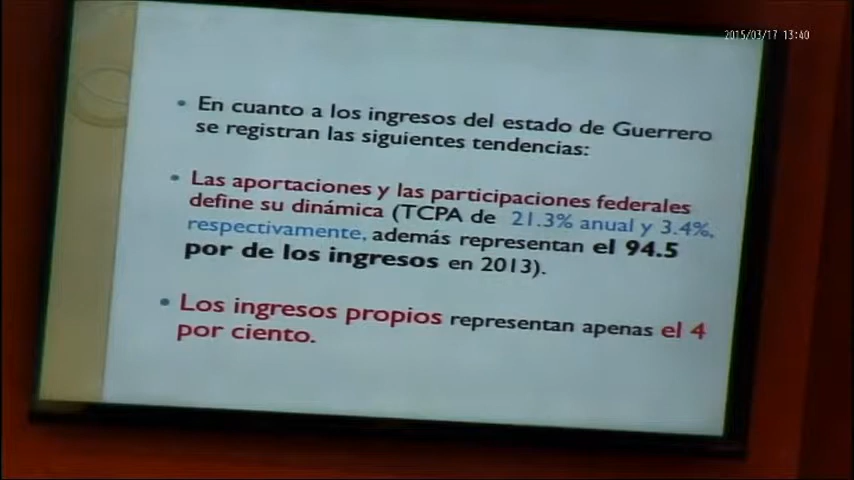 2015/03/17 13:40
• En cuanto a los ingresos del estado de Guerrero
se registran las siguientes tendencias:
• Las aportaciones y las participaciones federales
define su dinámica (TCPA de 21.3% anual y 3.4%,
respectivamente, además representan el 94.5
por de los ingresos en 2013).
• Los ingresos propios representan apenas el 4
por ciento.